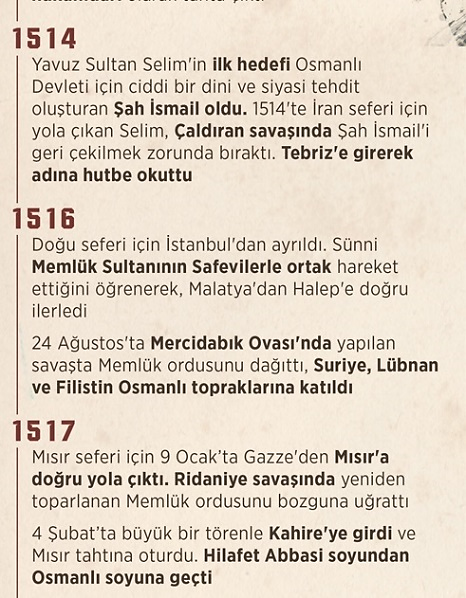 1514
Yavuz Sultan Selim'in ilk hedefi Osmanlı
Devleti için ciddi bir dini ve siyasi tehdit
oluşturan Şah İsmail oldu. 1514'te İran seferi için
yola çıkan Selim, Çaldıran savaşında Şah İsmail'i
geri çekilmek zorunda bıraktı. Tebriz'e girerek
adına hutbe okuttu
1516
Doğu seferi için İstanbul'dan ayrıldı. Sünni
Memlük Sultanının Safevilerle ortak hareket
ettiğini öğrenerek, Malatya'dan Halep'e doğru
ilerledi
24 Ağustos'ta Mercidabık Ovası'nda yapılan
savaşta Memlük ordusunu dağıttı, Suriye, Lübnan
ve Filistin Osmanlı topraklarına katıldı
1517
Mısır seferi için 9 Ocak’ta Gazze'den Mısır'a
doğru yola çıktı. Ridaniye savaşında yeniden
toparlanan Memlük ordusunu bozguna uğrattı
4 Şubat’ta büyük bir törenle Kahire'ye girdi ve
Mısır tahtına oturdu. Hilafet Abbasi soyundan
Osmanlı soyuna geçti